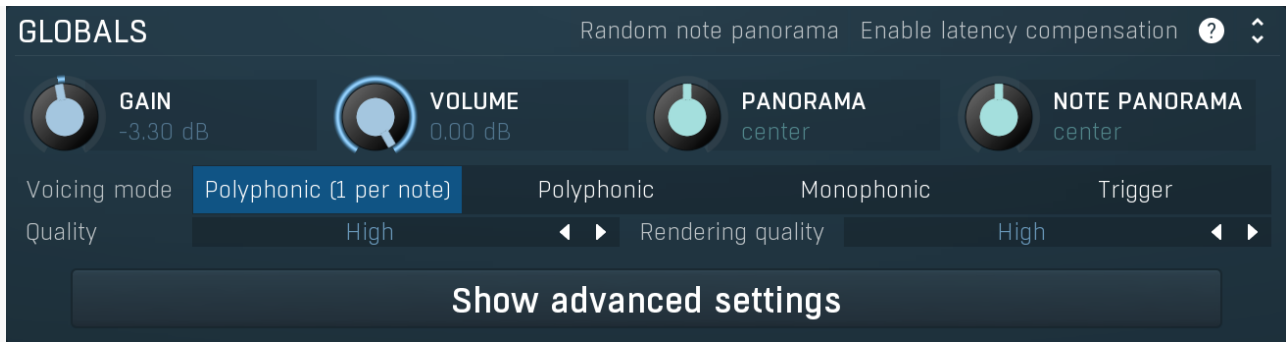 GLOBALS Random note panorama Enable latency compensation ?
GAIN VOLUME PANORAMA NOTE PANORAMA
-3.30 dB 0.00 dB center center
Voicing mode Polyphonic (1 per note) Polyphonic Monophonic Trigger
Quality High Rendering quality High
Show advanced settings